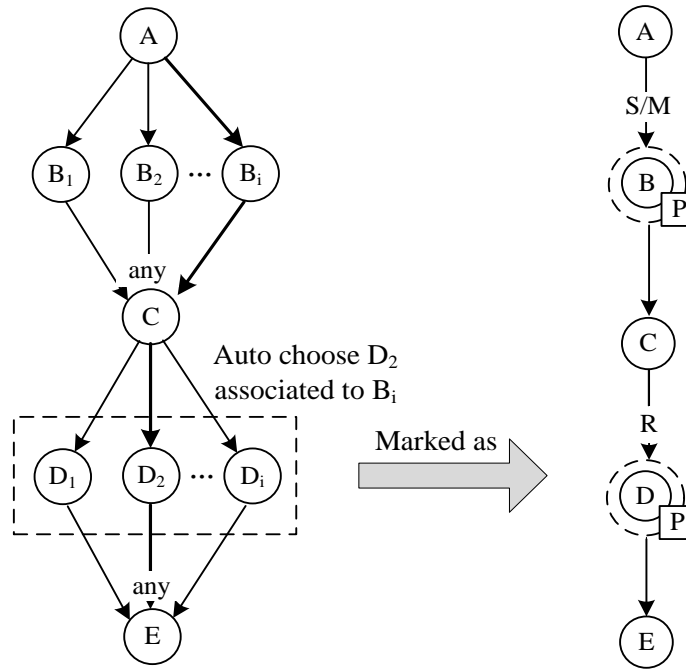 A
B₁ B₂ ... Bᵢ
any
C
Auto choose D₂
associated to Bᵢ
D₁ D₂ ... Dᵢ
any
E
Marked as
A
S/M
B
P
C
R
D
P
E